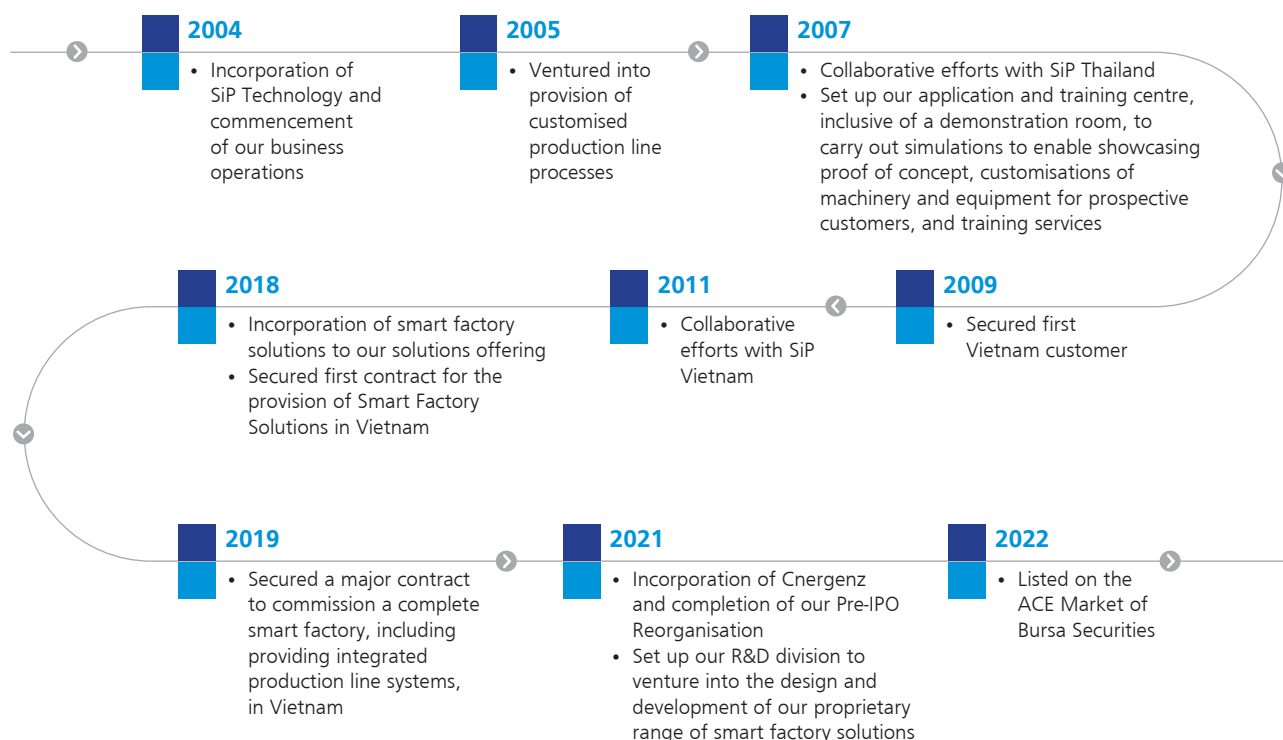 2004
• Incorporation of
SiP Technology and
commencement
of our business
operations
2005
• Ventured into
provision of
customised
production line
processes
2007
• Collaborative efforts with SiP Thailand
• Set up our application and training centre,
inclusive of a demonstration room, to
carry out simulations to enable showcasing
proof of concept, customisations of
machinery and equipment for prospective
customers, and training services
2009
• Secured first
Vietnam customer
2011
• Collaborative
efforts with SiP
Vietnam
2018
• Incorporation of smart factory
solutions to our solutions offering
• Secured first contract for the
provision of Smart Factory
Solutions in Vietnam
2019
• Secured a major contract
to commission a complete
smart factory, including
providing integrated
production line systems,
in Vietnam
2021
• Incorporation of Cnergenz
and completion of our Pre-IPO
Reorganisation
• Set up our R&D division to
venture into the design and
development of our proprietary
range of smart factory solutions
2022
• Listed on the
ACE Market of
Bursa Securities